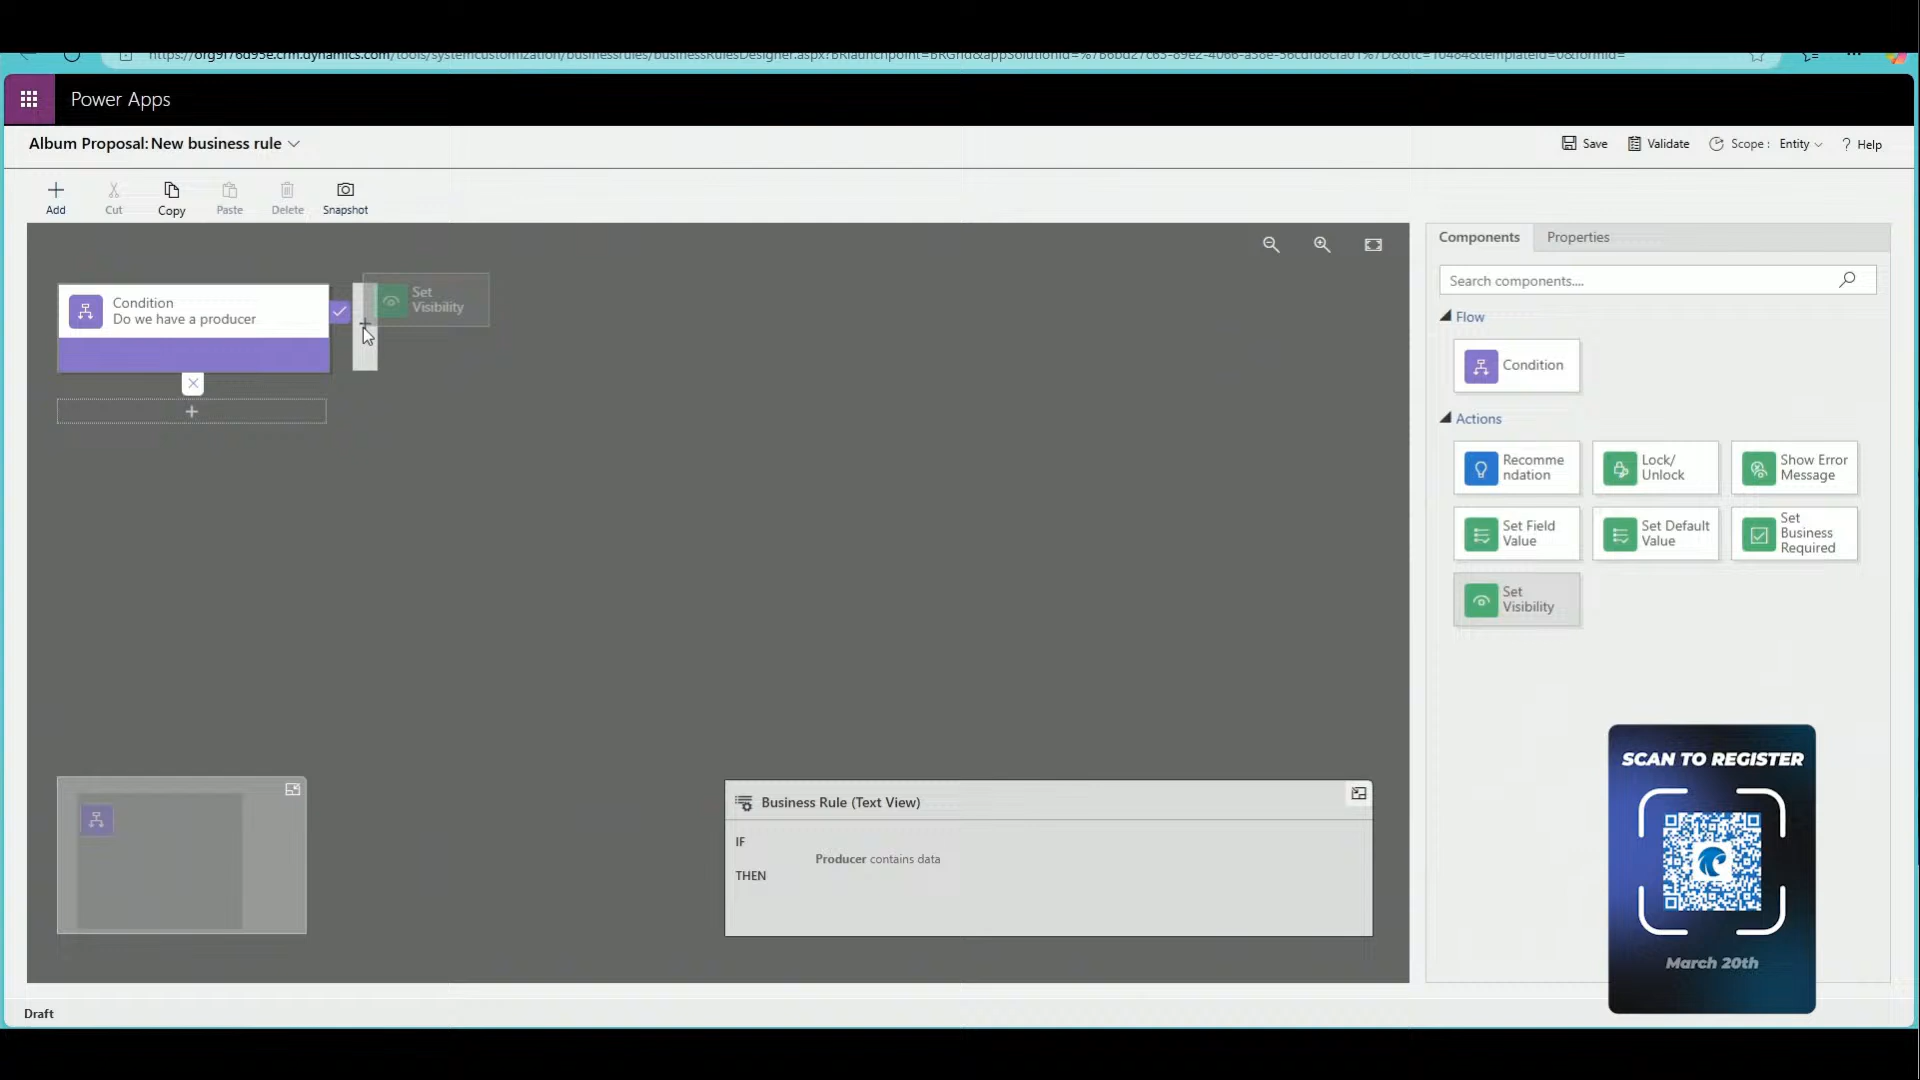 Power Apps
Album Proposal: New business rule
Save
Validate
Scope :
Entity
? Help
Add
Cut
Copy
Paste
Delete
Snapshot
Components
Properties
Search components....
Flow
Condition
Actions
Recomme
ndation
Lock/
Unlock
Show Error
Message
Set Field
Value
Set Default
Value
Set
Business
Required
Set
Visibility
Condition
Do we have a producer
Set
Visibility
Business Rule (Text View)
IF
Producer contains data
THEN
SCAN TO REGISTER
March 20th
Draft